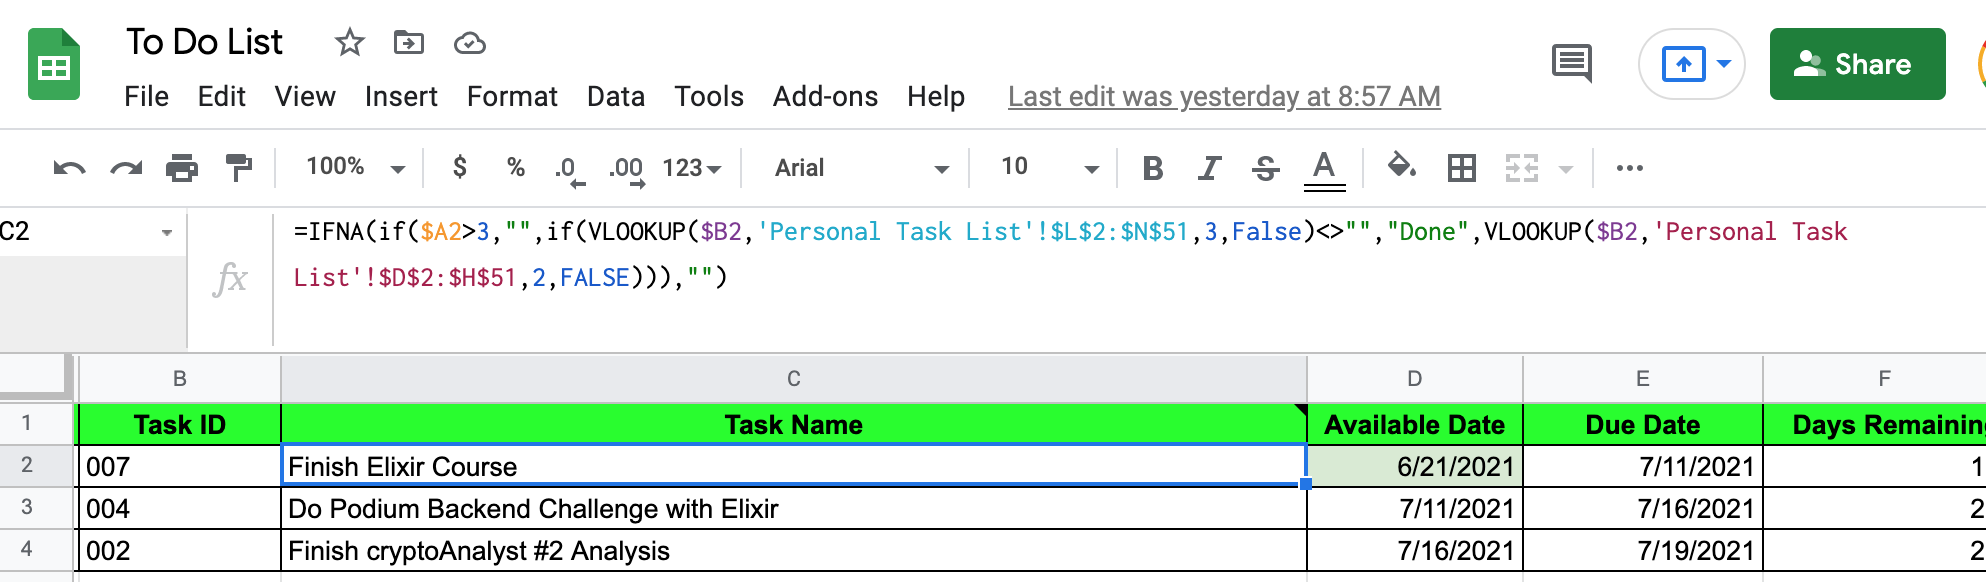 To Do List
File Edit View Insert Format Data Tools Add-ons Help Last edit was yesterday at 8:57 AM
Share
100% $ % .0 .00 123 Arial 10 B I S A
C2
fx
=IFNA(if($A2>3,"",if(VLOOKUP($B2,'Personal Task List'!$L$2:$N$51,3,False)<>"","Done",VLOOKUP($B2,'Personal Task
List'!$D$2:$H$51,2,FALSE))),"")
B C D E F
1 Task ID Task Name Available Date Due Date Days Remaining
2 007 Finish Elixir Course 6/21/2021 7/11/2021 1
3 004 Do Podium Backend Challenge with Elixir 7/11/2021 7/16/2021 2
4 002 Finish cryptoAnalyst #2 Analysis 7/16/2021 7/19/2021 2